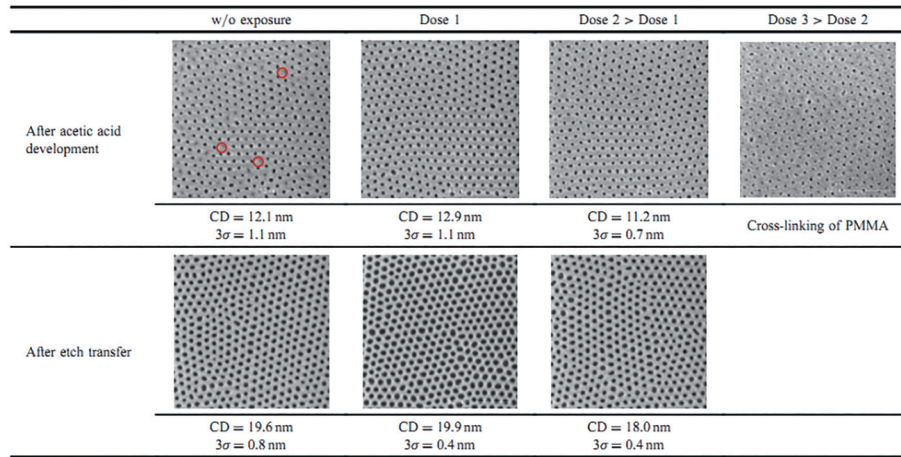 w/o exposure Dose 1 Dose 2 > Dose 1 Dose 3 > Dose 2
After acetic acid
development
CD = 12.1 nm CD = 12.9 nm CD = 11.2 nm Cross-linking of PMMA
3σ = 1.1 nm 3σ = 1.1 nm 3σ = 0.7 nm
After etch transfer
CD = 19.6 nm CD = 19.9 nm CD = 18.0 nm
3σ = 0.8 nm 3σ = 0.4 nm 3σ = 0.4 nm